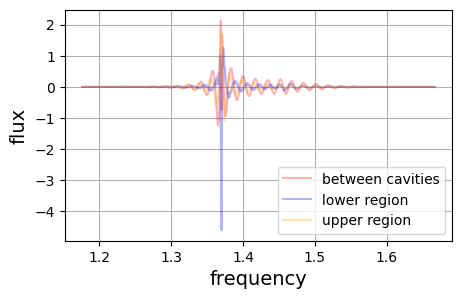 2
1
0
−1
−2
−3
−4
flux
between cavities
lower region
upper region
1.2 1.3 1.4 1.5 1.6
frequency